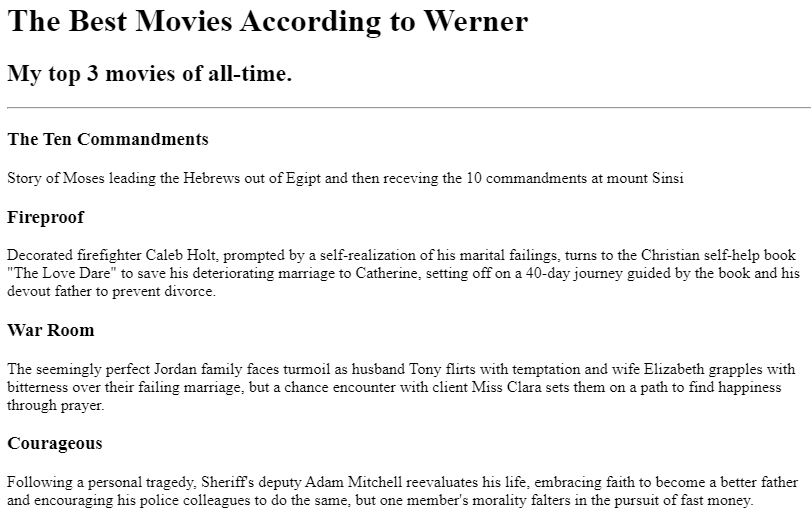 The Best Movies According to Werner
My top 3 movies of all-time.
The Ten Commandments
Story of Moses leading the Hebrews out of Egipt and then receving the 10 commandments at mount Sinsi
Fireproof
Decorated firefighter Caleb Holt, prompted by a self-realization of his marital failings, turns to the Christian self-help book
"The Love Dare" to save his deteriorating marriage to Catherine, setting off on a 40-day journey guided by the book and his
devout father to prevent divorce.
War Room
The seemingly perfect Jordan family faces turmoil as husband Tony flirts with temptation and wife Elizabeth grapples with
bitterness over their failing marriage, but a chance encounter with client Miss Clara sets them on a path to find happiness
through prayer.
Courageous
Following a personal tragedy, Sheriff's deputy Adam Mitchell reevaluates his life, embracing faith to become a better father
and encouraging his police colleagues to do the same, but one member's morality falters in the pursuit of fast money.